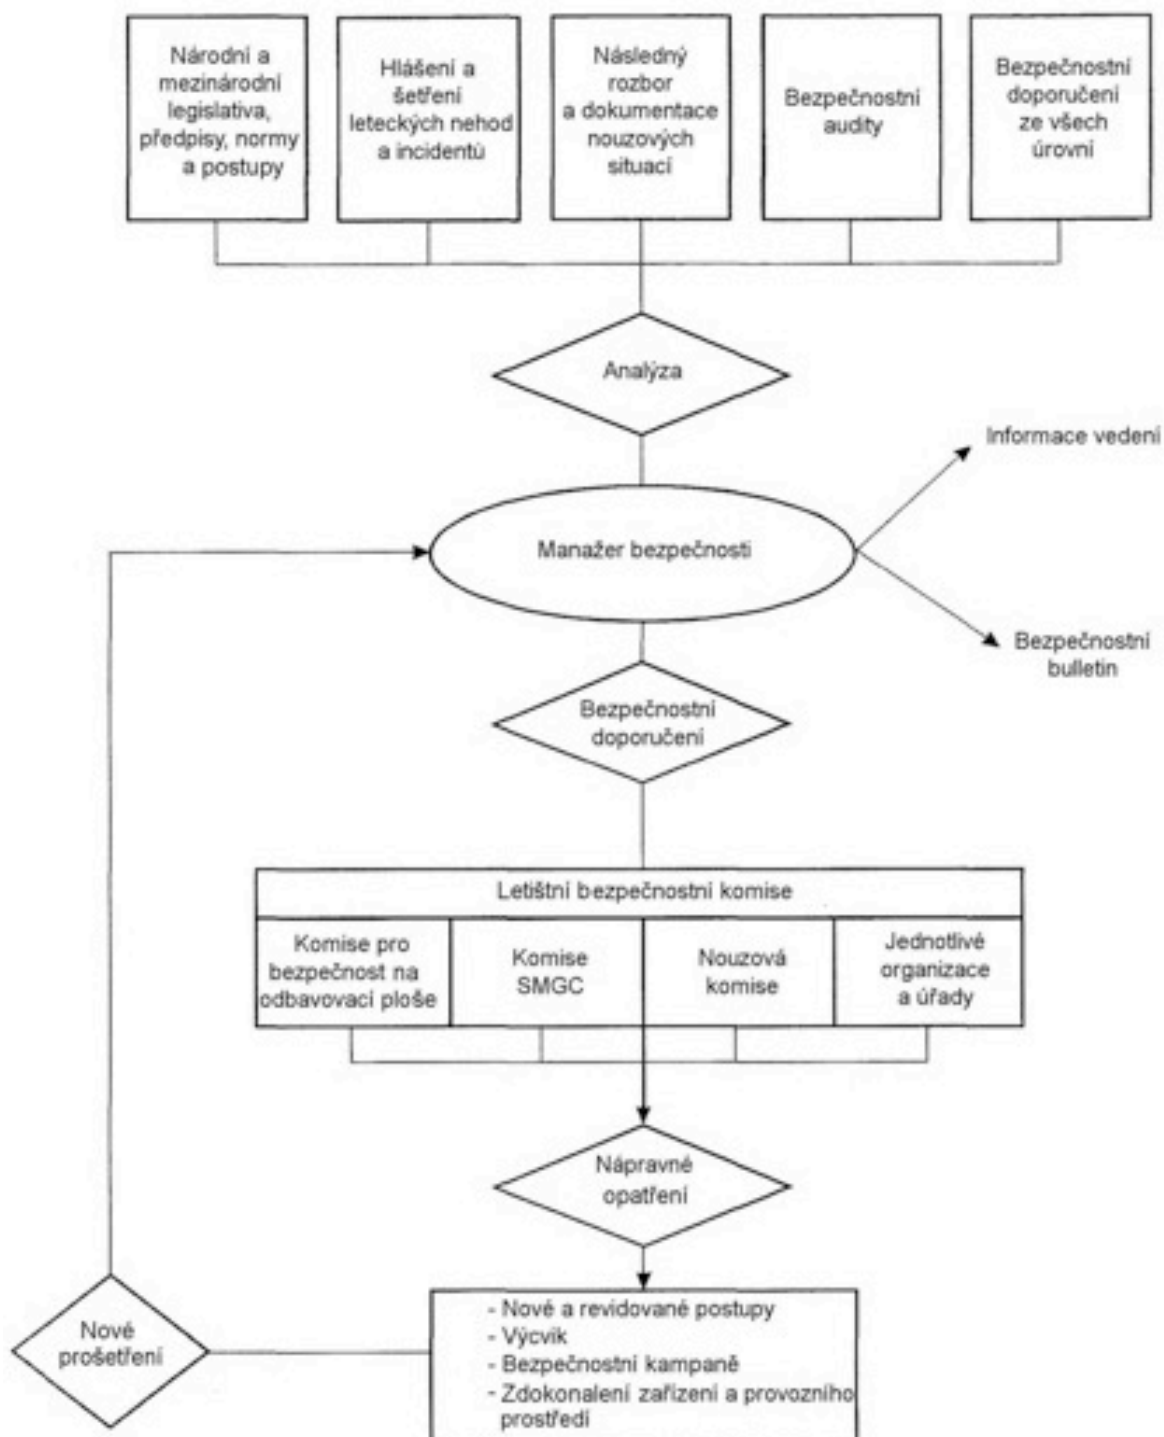 Národní a
mezinárodní
legislativa,
předpisy, normy
a postupy
Hlášení a
šetření
leteckých nehod
a incidentů
Následný
rozbor
a dokumentace
nouzových
situací
Bezpečnostní
audity
Bezpečnostní
doporučení
ze všech
úrovní
Analýza
Informace vedení
Manažer bezpečnosti
Bezpečnostní
bulletin
Bezpečnostní
doporučení
Letištní bezpečnostní komise
Komise pro
bezpečnost na
odbavovací ploše
Komise
SMGC
Nouzová
komise
Jednotlivé
organizace
a úřady
Nápravné
opatření
- Nové a revidované postupy
- Výcvik
- Bezpečnostní kampaně
- Zdokonalení zařízení a provozního
prostředí
Nové
prošetření